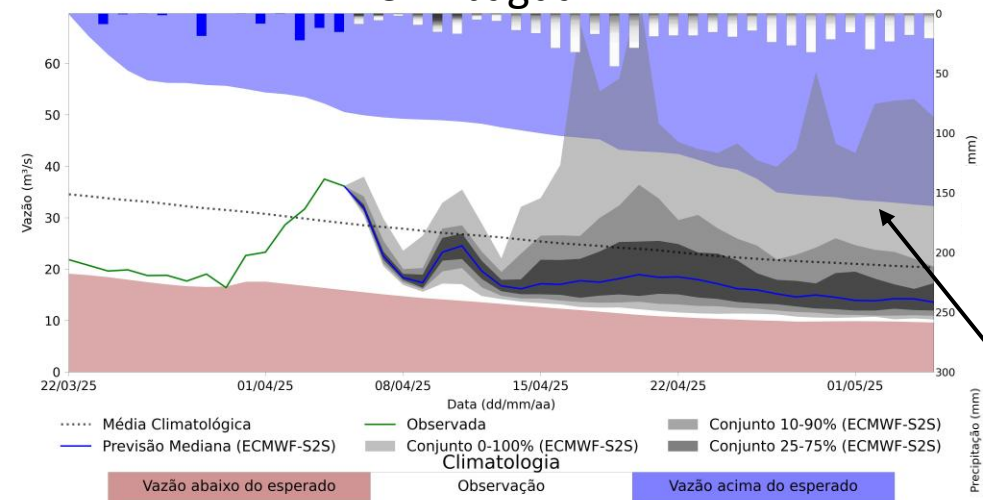 60
50
40
30
20
10
0
Vazão (m³/s)
0
50
100
150
200
250
300
mm)
Precipitação (mm)
22/03/25 01/04/25 08/04/25 15/04/25 22/04/25 01/05/25
Data (dd/mm/aa)
Média Climatológica Observada Conjunto 10-90% (ECMWF-S2S)
Previsão Mediana (ECMWF-S2S) Conjunto 0-100% (ECMWF-S2S) Conjunto 25-75% (ECMWF-S2S)
Climatologia
Vazão abaixo do esperado Observação Vazão acima do esperado